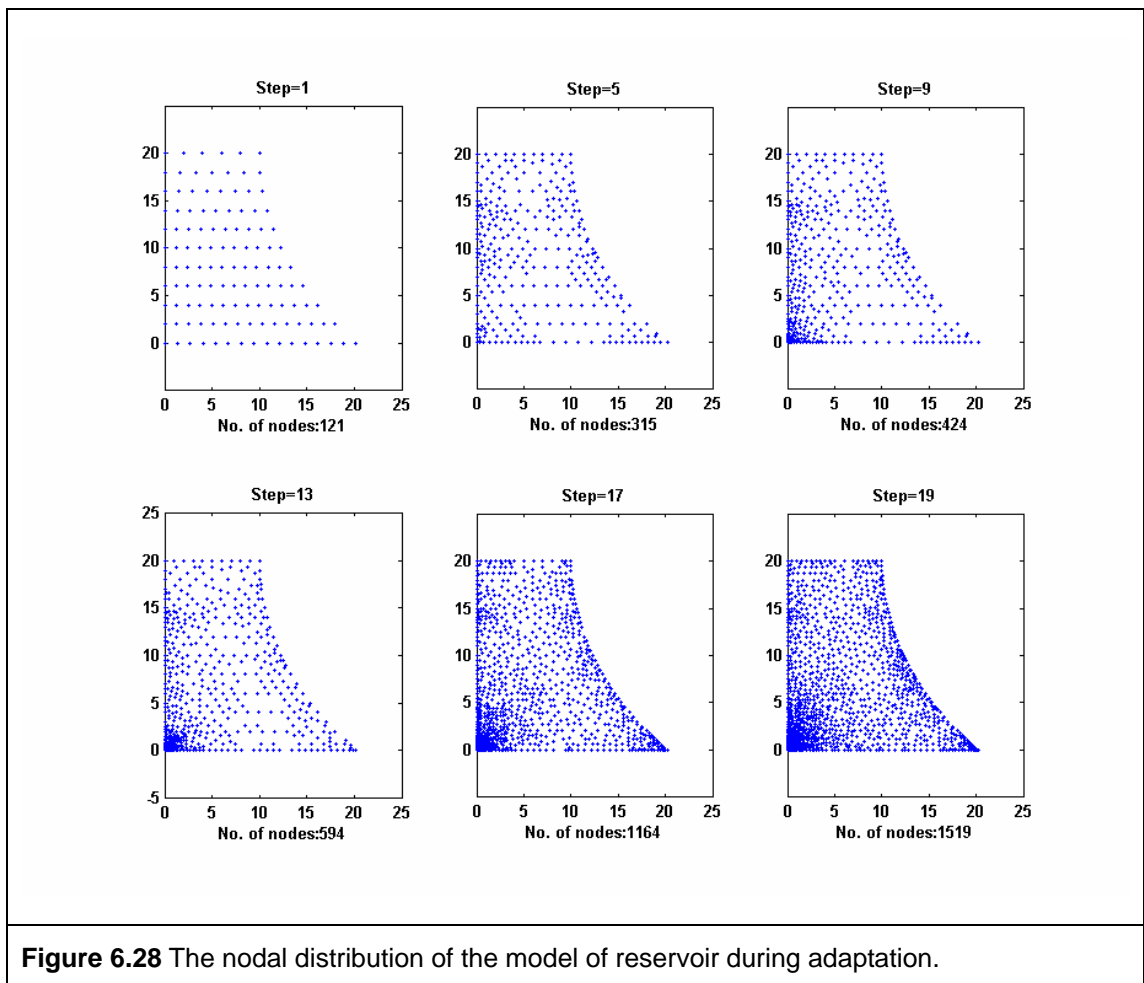 Step=1
20
15
10
5
0
0 5 10 15 20 25
No. of nodes:121
Step=5
20
15
10
5
0
0 5 10 15 20 25
No. of nodes:315
Step=9
20
15
10
5
0
0 5 10 15 20 25
No. of nodes:424
Step=13
25
20
15
10
5
0
-5
0 5 10 15 20 25
No. of nodes:594
Step=17
20
15
10
5
0
0 5 10 15 20 25
No. of nodes:1164
Step=19
20
15
10
5
0
0 5 10 15 20 25
No. of nodes:1519
Figure 6.28 The nodal distribution of the model of reservoir during adaptation.